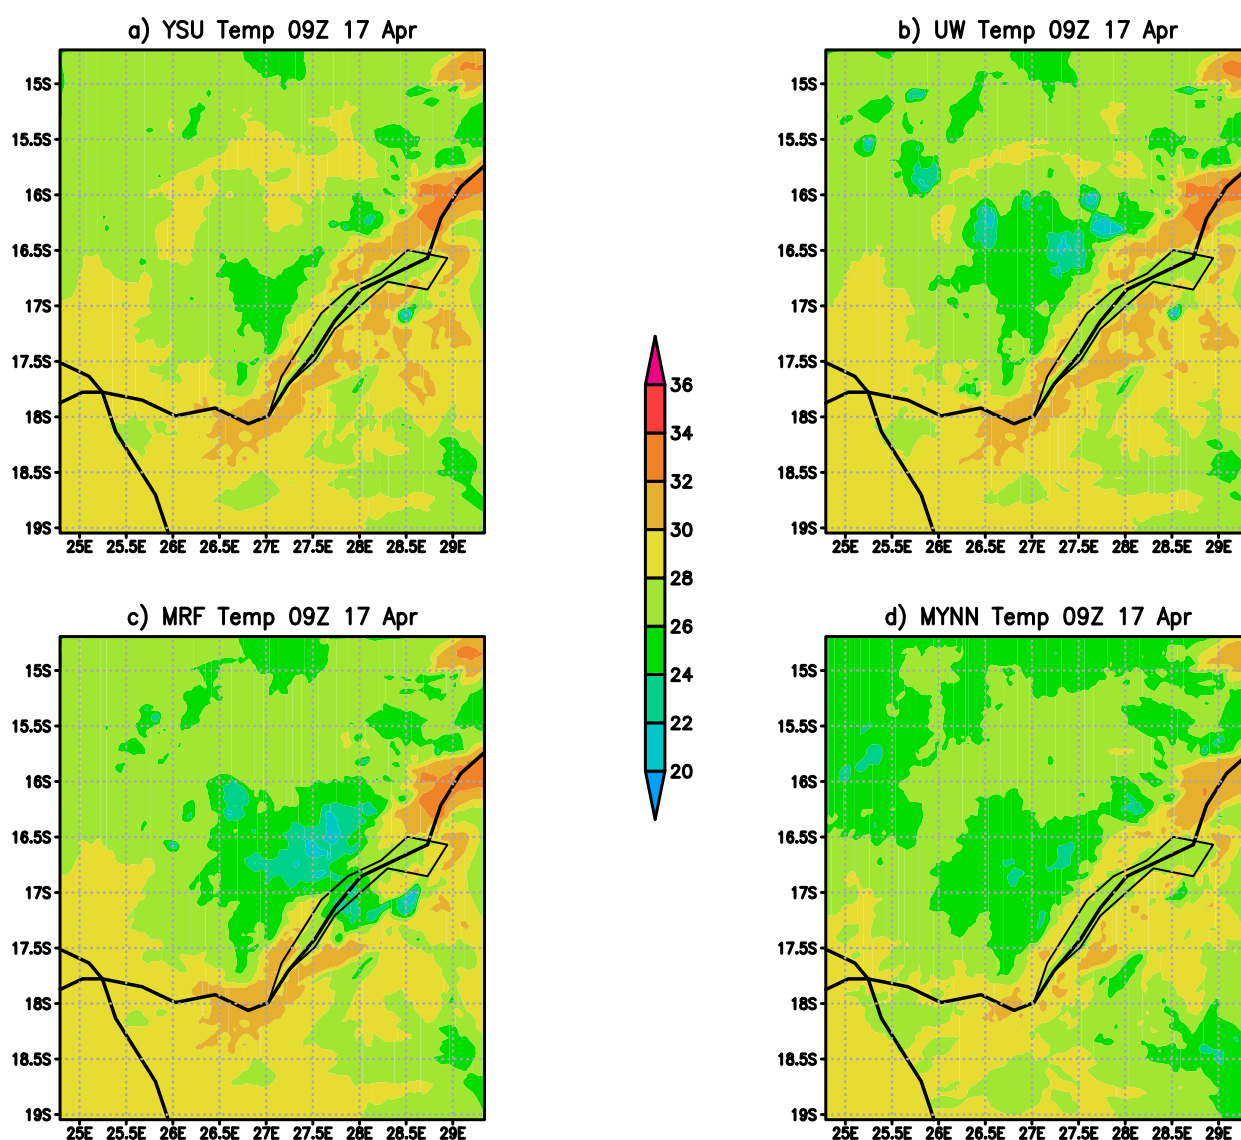 a) YSU Temp 09Z 17 Apr
15S
15.5S
16S
16.5S
17S
17.5S
18S
18.5S
19S
25E 25.5E 26E 26.5E 27E 27.5E 28E 28.5E 29E
b) UW Temp 09Z 17 Apr
15S
15.5S
16S
16.5S
17S
17.5S
18S
18.5S
19S
25E 25.5E 26E 26.5E 27E 27.5E 28E 28.5E 29E
36
34
32
30
28
26
24
22
20
c) MRF Temp 09Z 17 Apr
15S
15.5S
16S
16.5S
17S
17.5S
18S
18.5S
19S
25E 25.5E 26E 26.5E 27E 27.5E 28E 28.5E 29E
d) MYNN Temp 09Z 17 Apr
15S
15.5S
16S
16.5S
17S
17.5S
18S
18.5S
19S
25E 25.5E 26E 26.5E 27E 27.5E 28E 28.5E 29E